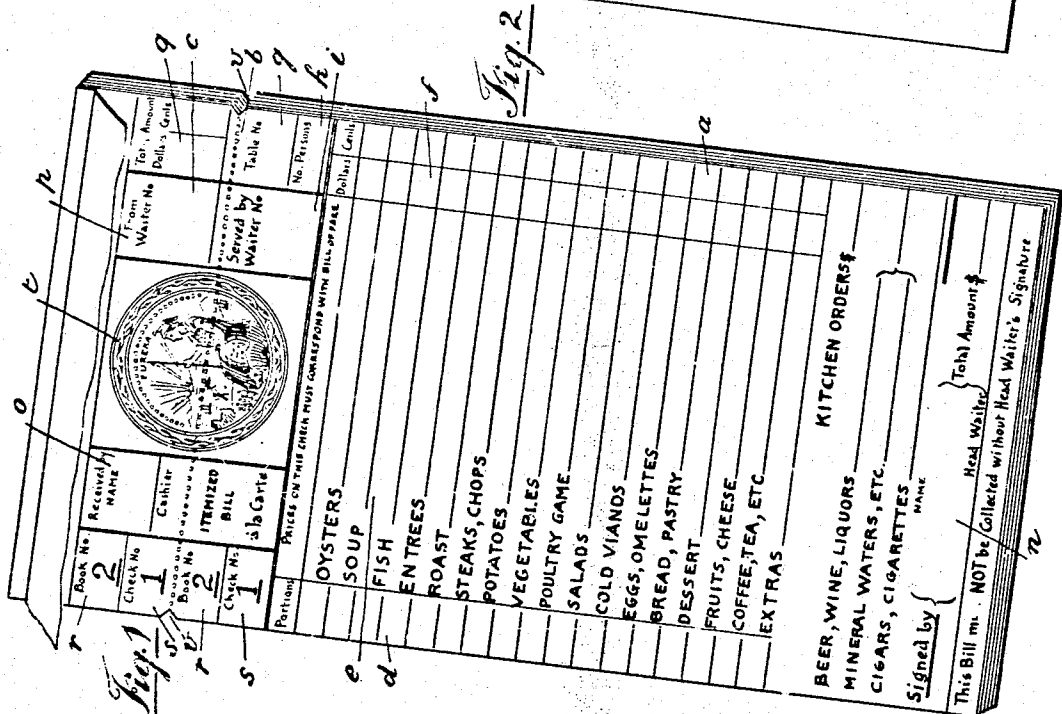 Fig. 1
Fig. 2
p
t
o
r
s
v
r
s
e
d
q
c
v
b
g
h
i
f
a
n
Book No.
2
Check No
1
Received by
NAME
Cashier
EUREKA
From
Waiter No
Amount
Dollars Cents
Book No
2
Check No.
1
ITEMIZED
BILL
à la Carte
Served by
Waiter No
Table No
No. Persons
PRICES ON THIS CHECK MUST CORRESPOND WITH BILL OF FARE
Portions
Dollars Cents
OYSTERS
SOUP
FISH
ENTREES
ROAST
STEAKS, CHOPS
POTATOES
VEGETABLES
POULTRY GAME
SALADS
COLD VIANDS
EGGS, OMELETTES
BREAD, PASTRY
DESSERT
FRUITS, CHEESE
COFFEE, TEA, ETC
EXTRAS
KITCHEN ORDERS $
BEER, WINE, LIQUORS
MINERAL WATERS, ETC.
CIGARS, CIGARETTES
Signed by
NAME
Head Waiter
Total Amount $
This Bill NOT be Collected without Head Waiter's Signature